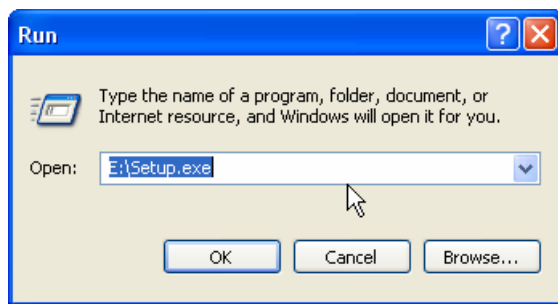 Run
Type the name of a program, folder, document, or
Internet resource, and Windows will open it for you.
Open: E:\Setup.exe
OK Cancel Browse...